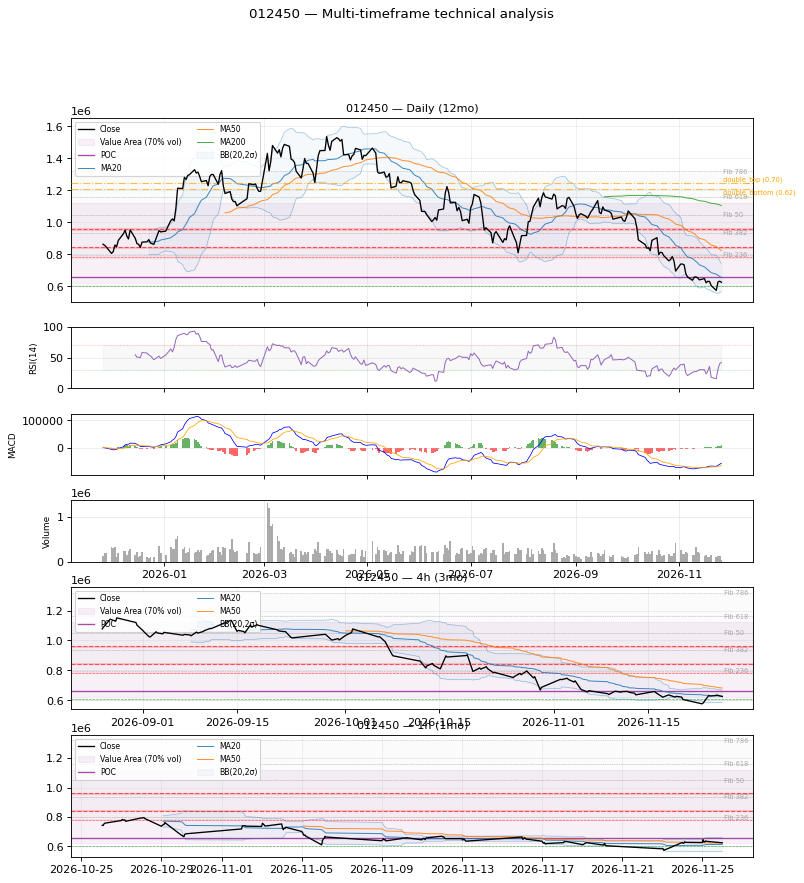 012450 — Multi-timeframe technical analysis
012450 — Daily (12mo)
1e6
Close
Value Area (70% vol)
POC
MA20
MA50
MA200
BB(20,2σ)
1.6
1.4
1.2
1.0
0.8
0.6
Fib 786
double_top (0.70)
double_bottom (0.62)
Fib 618
Fib 50
Fib 382
Fib 236
RSI(14)
100
50
0
MACD
100000
0
1e6
Volume
1
0
2026-01
2026-03
2026-05
2026-07
2026-09
2026-11
012450 — 4h (3mo)
1e6
Close
Value Area (70% vol)
POC
MA20
MA50
BB(20,2σ)
1.2
1.0
0.8
0.6
Fib 786
Fib 618
Fib 50
Fib 382
Fib 236
2026-09-01
2026-09-15
2026-10-01
2026-10-15
2026-11-01
2026-11-15
012450 — 1h (1mo)
1e6
Close
Value Area (70% vol)
POC
MA20
MA50
BB(20,2σ)
1.2
1.0
0.8
0.6
Fib 786
Fib 618
Fib 50
Fib 382
Fib 236
2026-10-25
2026-10-29
2026-11-01
2026-11-05
2026-11-09
2026-11-13
2026-11-17
2026-11-21
2026-11-25